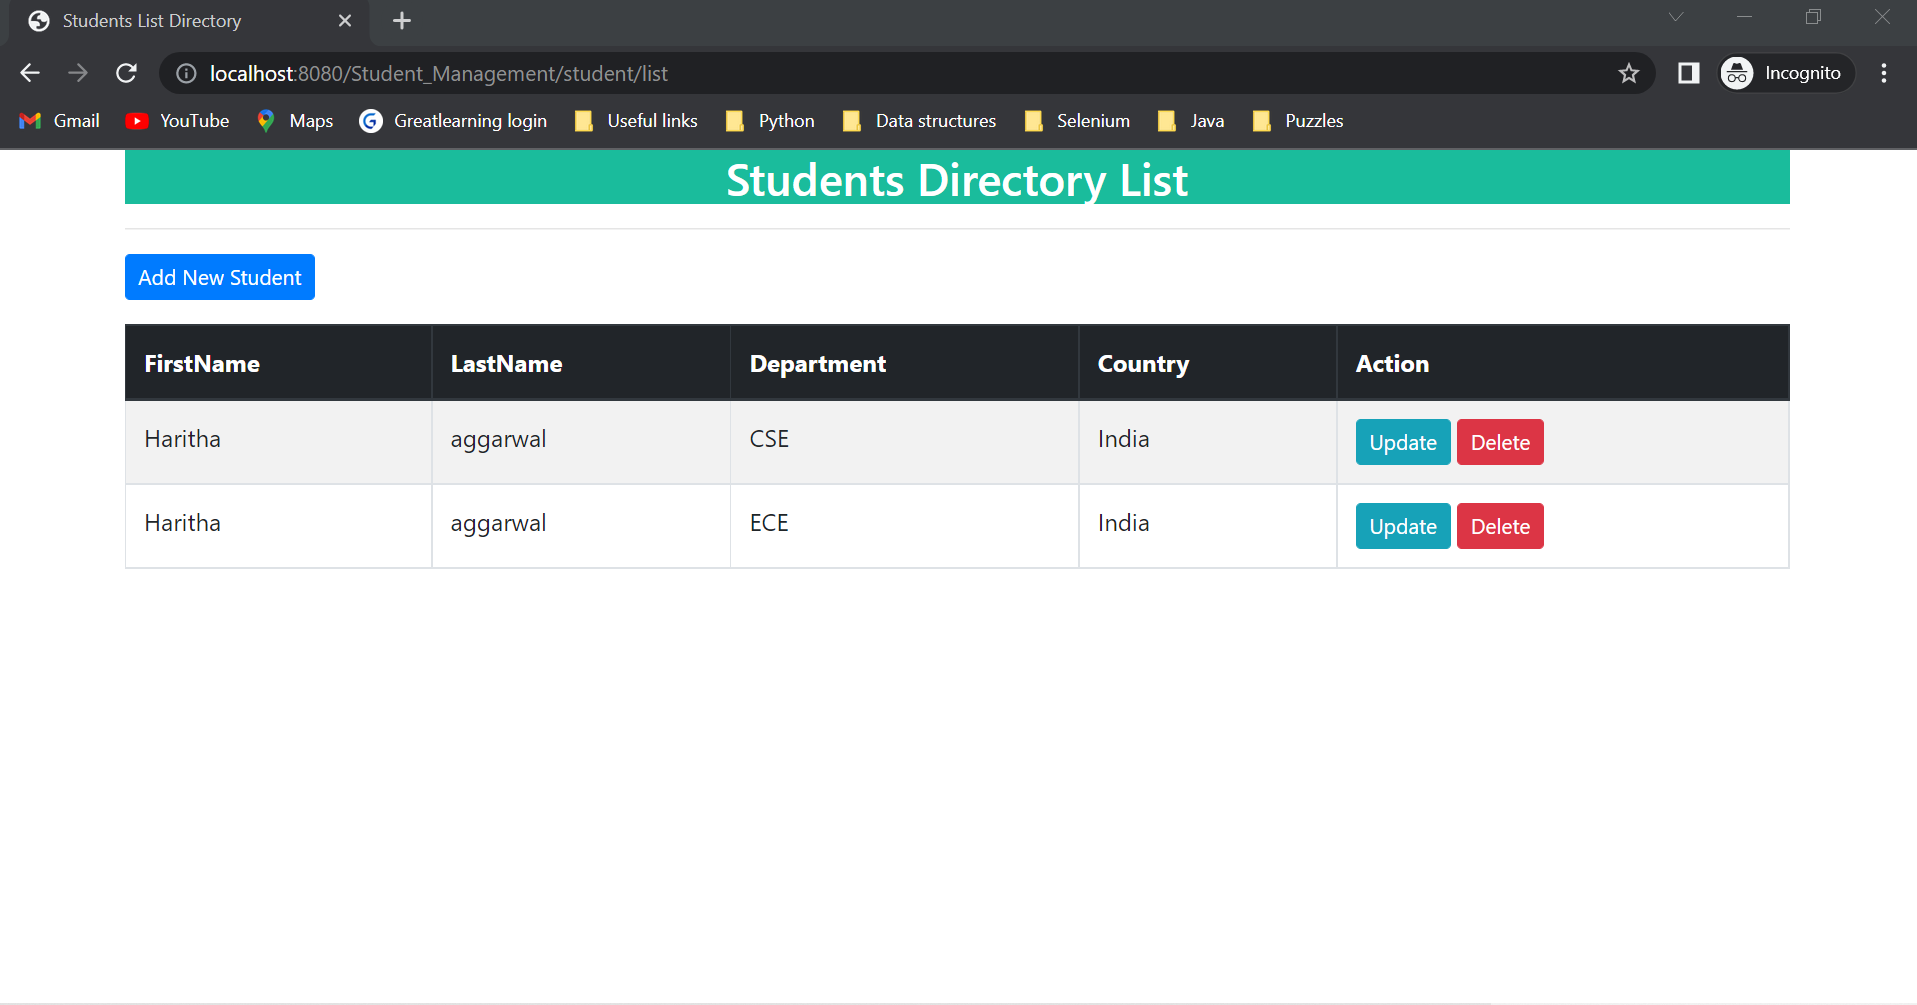 Students List Directory
localhost:8080/Student_Management/student/list
Incognito
Gmail YouTube Maps Greatlearning login Useful links Python Data structures Selenium Java Puzzles
Students Directory List
Add New Student
FirstName LastName Department Country Action
Haritha aggarwal CSE India Update Delete
Haritha aggarwal ECE India Update Delete